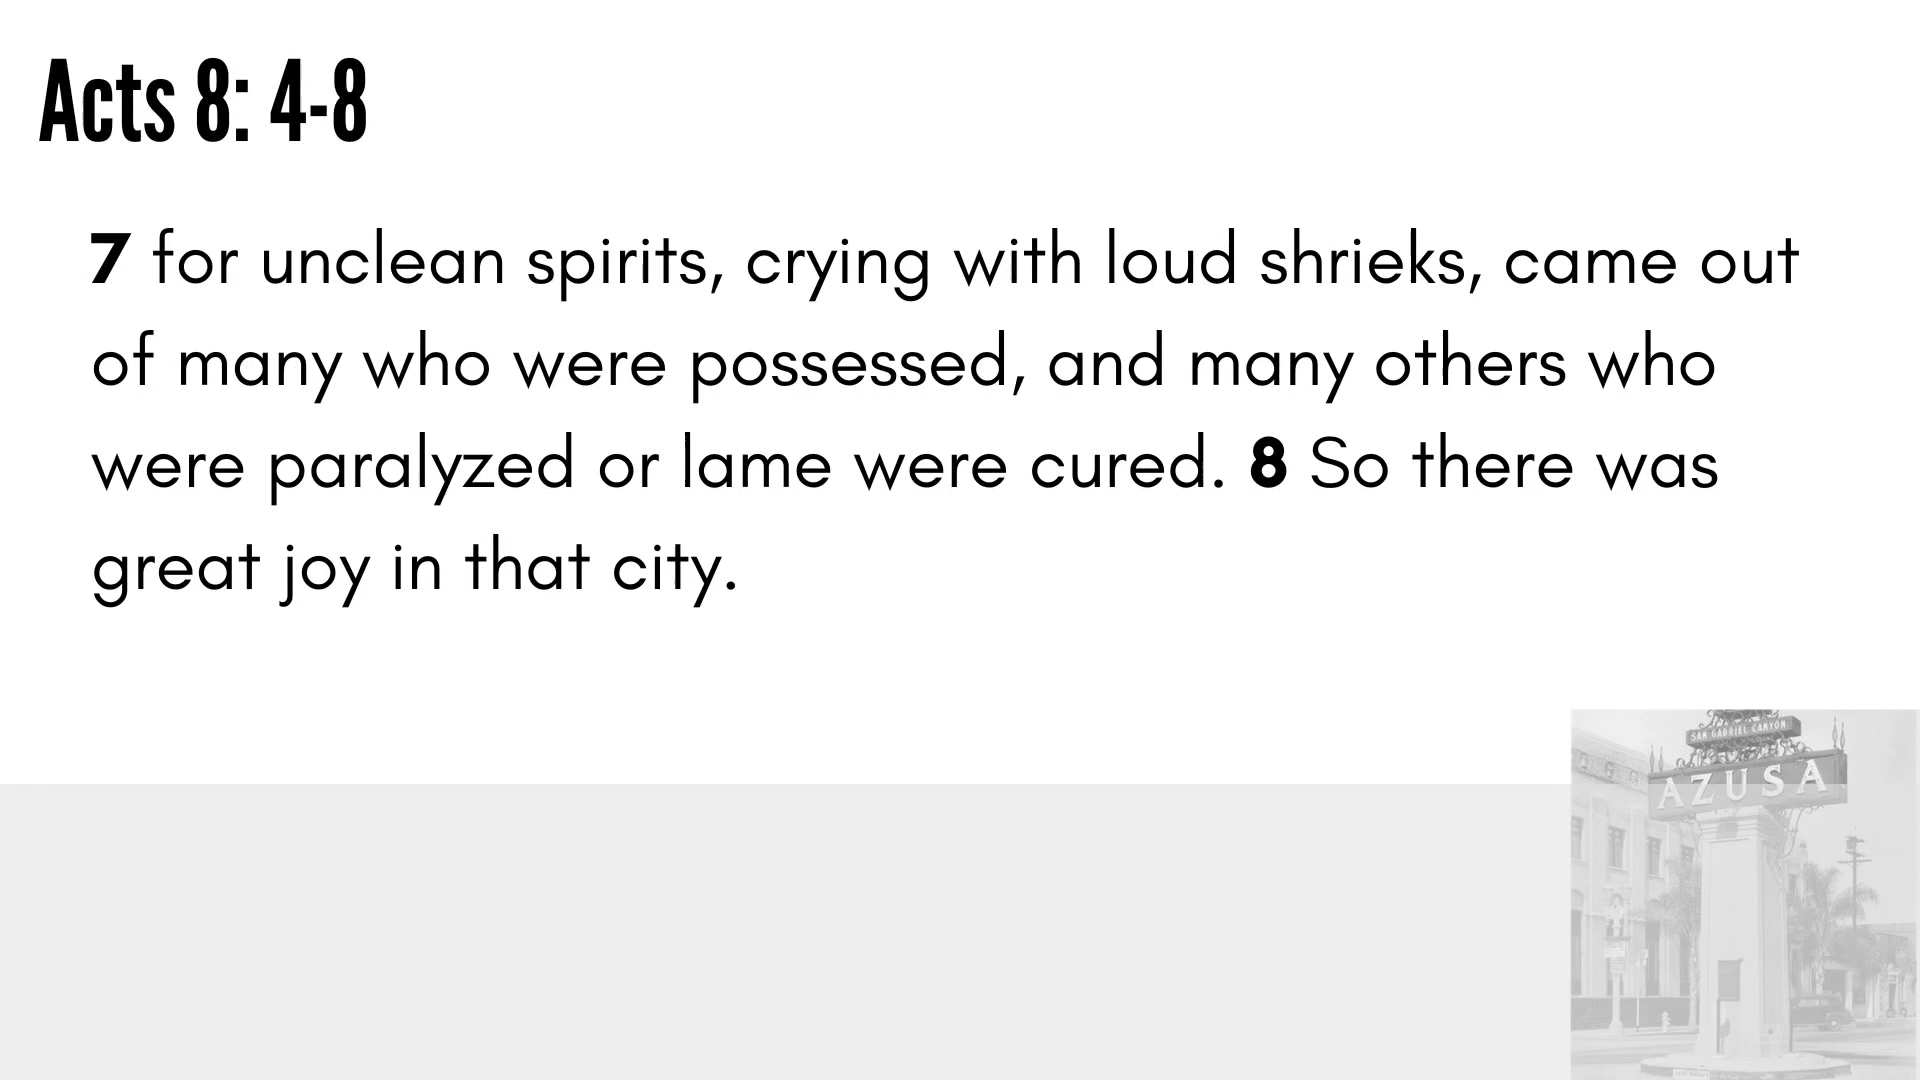 Acts 8: 4-8
7 for unclean spirits, crying with loud shrieks, came out
of many who were possessed, and many others who
were paralyzed or lame were cured. 8 So there was
great joy in that city.
SAN GABRIEL CANYON
AZUSA